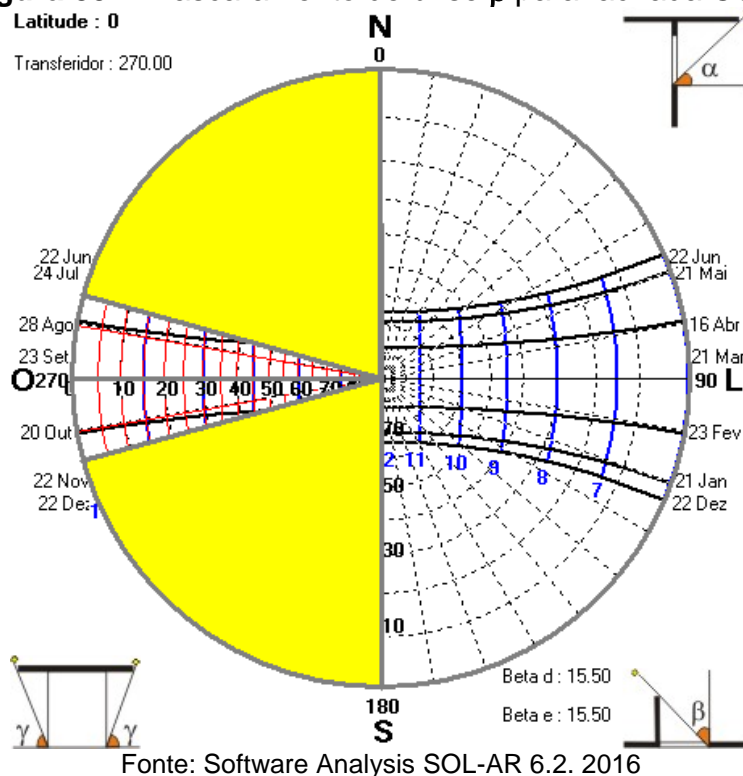 Latitude : 0
Transferidor : 270.00
N
0
α
22 Jun
24 Jul
28 Ago
23 Set
O 270
20 Out
22 Nov
22 Dez
10 20 30 40 50 60 70
22 Jun
21 Mai
16 Abr
21 Mar
90 L
23 Fev
21 Jan
22 Dez
70
50
30
10
2 11 10 9 8 7
1
180
S
γ γ
Beta d : 15.50
Beta e : 15.50
β
Fonte: Software Analysis SOL-AR 6.2. 2016